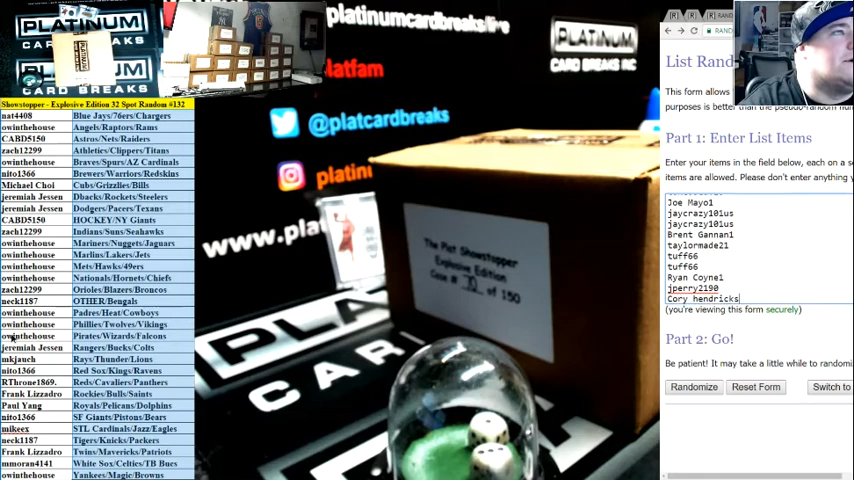 PLATINUM
CARD BREAKS
platinumcardbreaks/live
/platfam
@platcardbreaks
platinu
www.plat
PLATINUM
CARD BREAKS INC
PLATINUM
CAR
The Plat Showstopper
Explosive Edition
Case # 70 of 150
Showstopper - Explosive Edition 32 Spot Random #132
nat4408 Blue Jays/76ers/Chargers
owinthehouse Angels/Raptors/Rams
CABD5150 Astros/Nets/Raiders
zach12299 Athletics/Clippers/Titans
owinthehouse Braves/Spurs/AZ Cardinals
nito1366 Brewers/Warriors/Redskins
Michael Choi Cubs/Grizzlies/Bills
jeremiah Jessen Dbacks/Rockets/Steelers
jeremiah Jessen Dodgers/Pacers/Texans
CABD5150 HOCKEY/NY Giants
zach12299 Indians/Suns/Seahawks
owinthehouse Mariners/Nuggets/Jaguars
owinthehouse Marlins/Lakers/Jets
owinthehouse Mets/Hawks/49ers
owinthehouse Nationals/Hornets/Chiefs
zach12299 Orioles/Blazers/Broncos
neck1187 OTHER/Bengals
owinthehouse Padres/Heat/Cowboys
owinthehouse Phillies/Twolves/Vikings
owinthehouse Pirates/Wizards/Falcons
jeremiah Jessen Rangers/Bucks/Colts
mkjauch Rays/Thunder/Lions
nito1366 Red Sox/Kings/Ravens
RThrone1869. Reds/Cavaliers/Panthers
Frank Lizzadro Rockies/Bulls/Saints
Paul Yang Royals/Pelicans/Dolphins
nito1366 SF Giants/Pistons/Bears
mikeex STL Cardinals/Jazz/Eagles
neck1187 Tigers/Knicks/Packers
Frank Lizzadro Twins/Mavericks/Patriots
mmoran4141 White Sox/Celtics/TB Bucs
owinthehouse Yankees/Magic/Browns
List Ran
This form allows
purposes is better than the pseudo-random nu
Part 1: Enter List Items
Enter your items in the field below, each on a s
items are allowed. Please don't enter anything y
Joe Mayo1
jaycrazy101us
jaycrazy101us
Brent Gannan1
taylormade21
tuff66
tuff66
Ryan Coyne1
jperry2190
Cory hendricks
(you're viewing this form securely)
Part 2: Go!
Be patient! It may take a little while to randomi
Randomize Reset Form Switch to